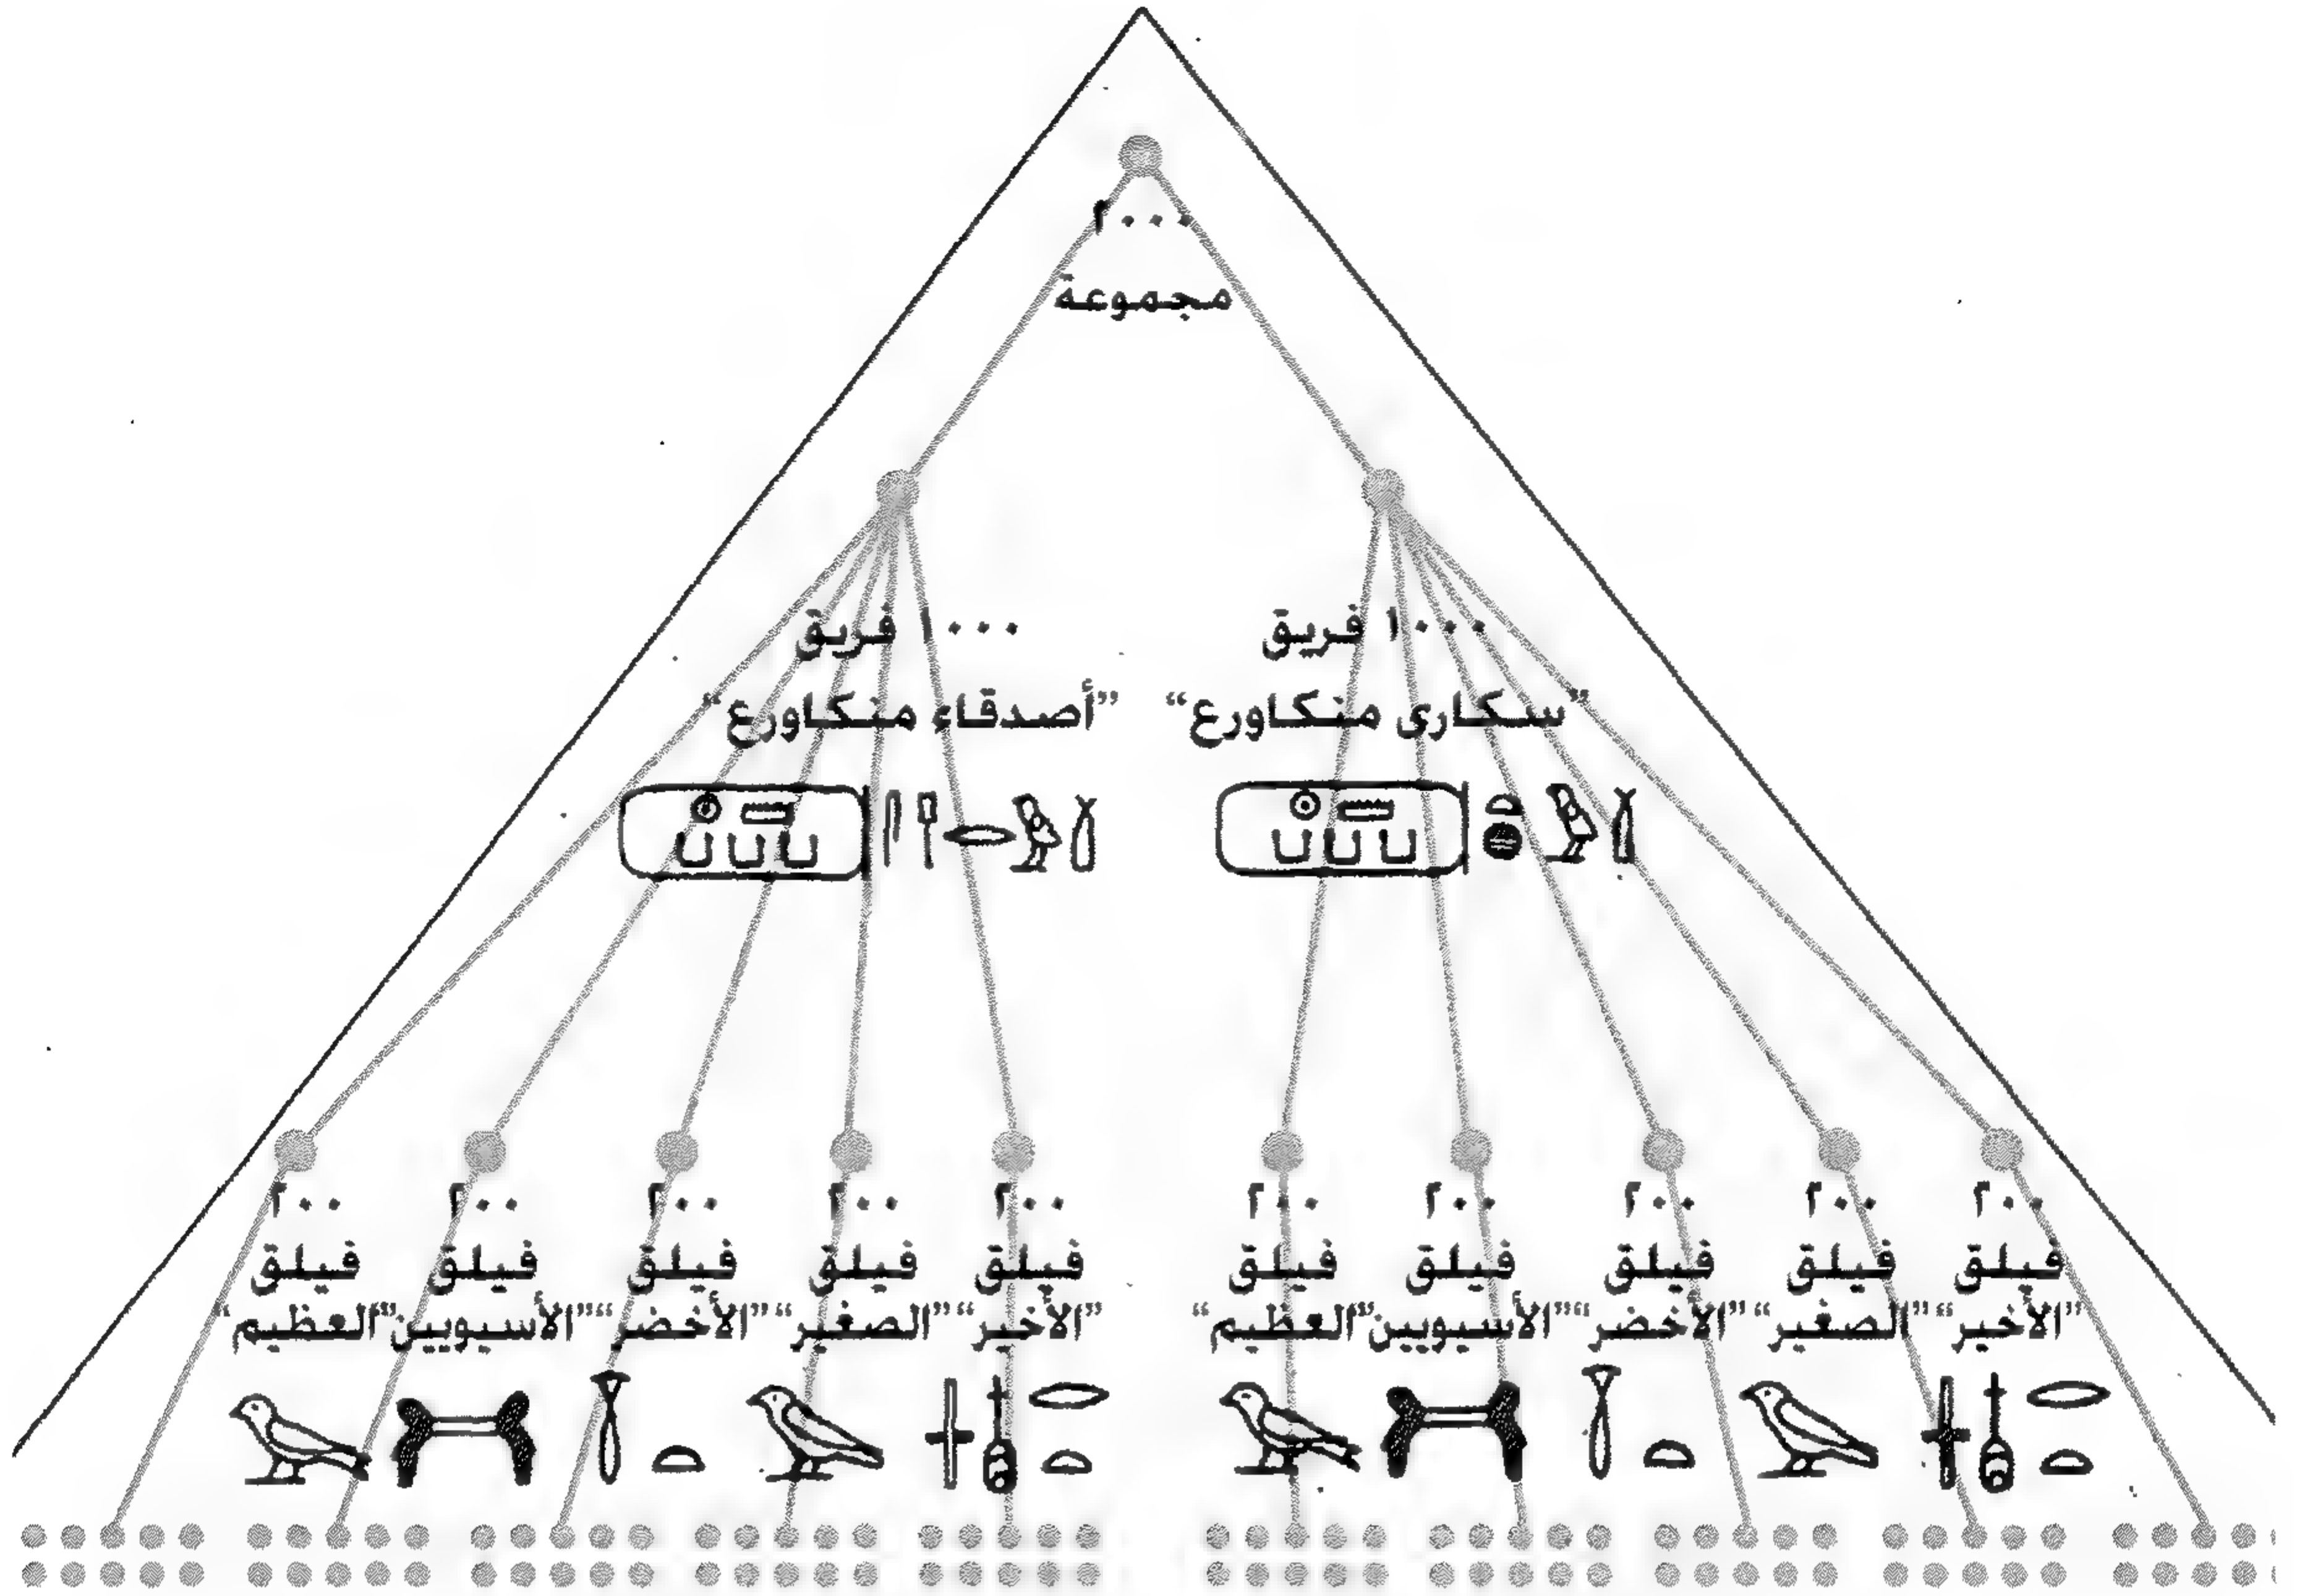 ٢٠٠٠
مجموعة
١٠٠٠ فريق
”سكارى منكاورع“
١٠٠٠ فريق
”أصدقاء منكاورع“
٢٠٠ ٢٠٠ ٢٠٠ ٢٠٠ ٢٠٠
فيلق فيلق فيلق فيلق فيلق
”الأخير“ ”الصغير“ ”الأخضر“ ”الأسيويين“ ”العظيم“
٢٠٠ ٢٠٠ ٢٠٠ ٢٠٠ ٢٠٠
فيلق فيلق فيلق فيلق فيلق
”الأخير“ ”الصغير“ ”الأخضر“ ”الأسيويين“ ”العظيم“